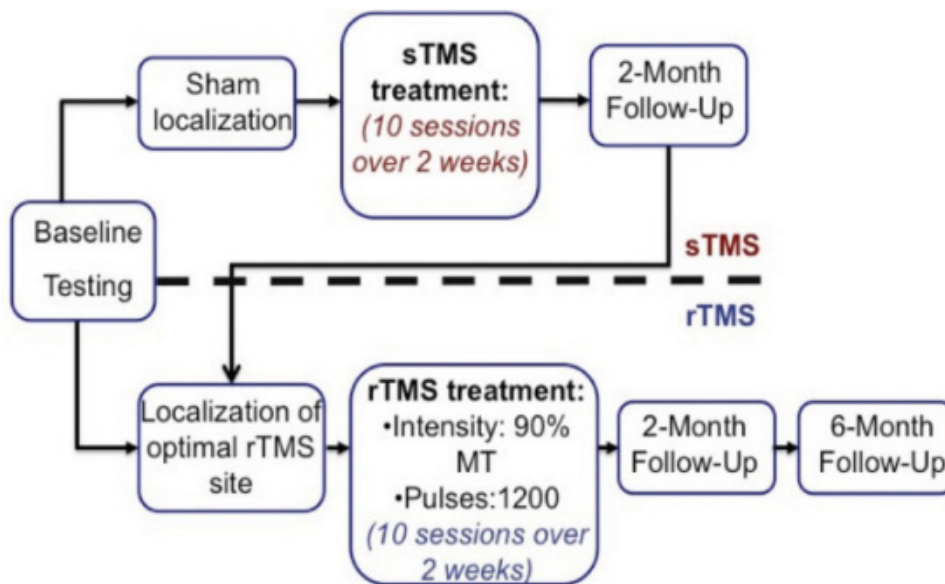 Sham
localization
sTMS
treatment:
(10 sessions
over 2 weeks)
2-Month
Follow-Up
Baseline
Testing
sTMS
rTMS
Localization of
optimal rTMS
site
rTMS treatment:
•Intensity: 90%
MT
•Pulses:1200
(10 sessions over
2 weeks)
2-Month
Follow-Up
6-Month
Follow-Up